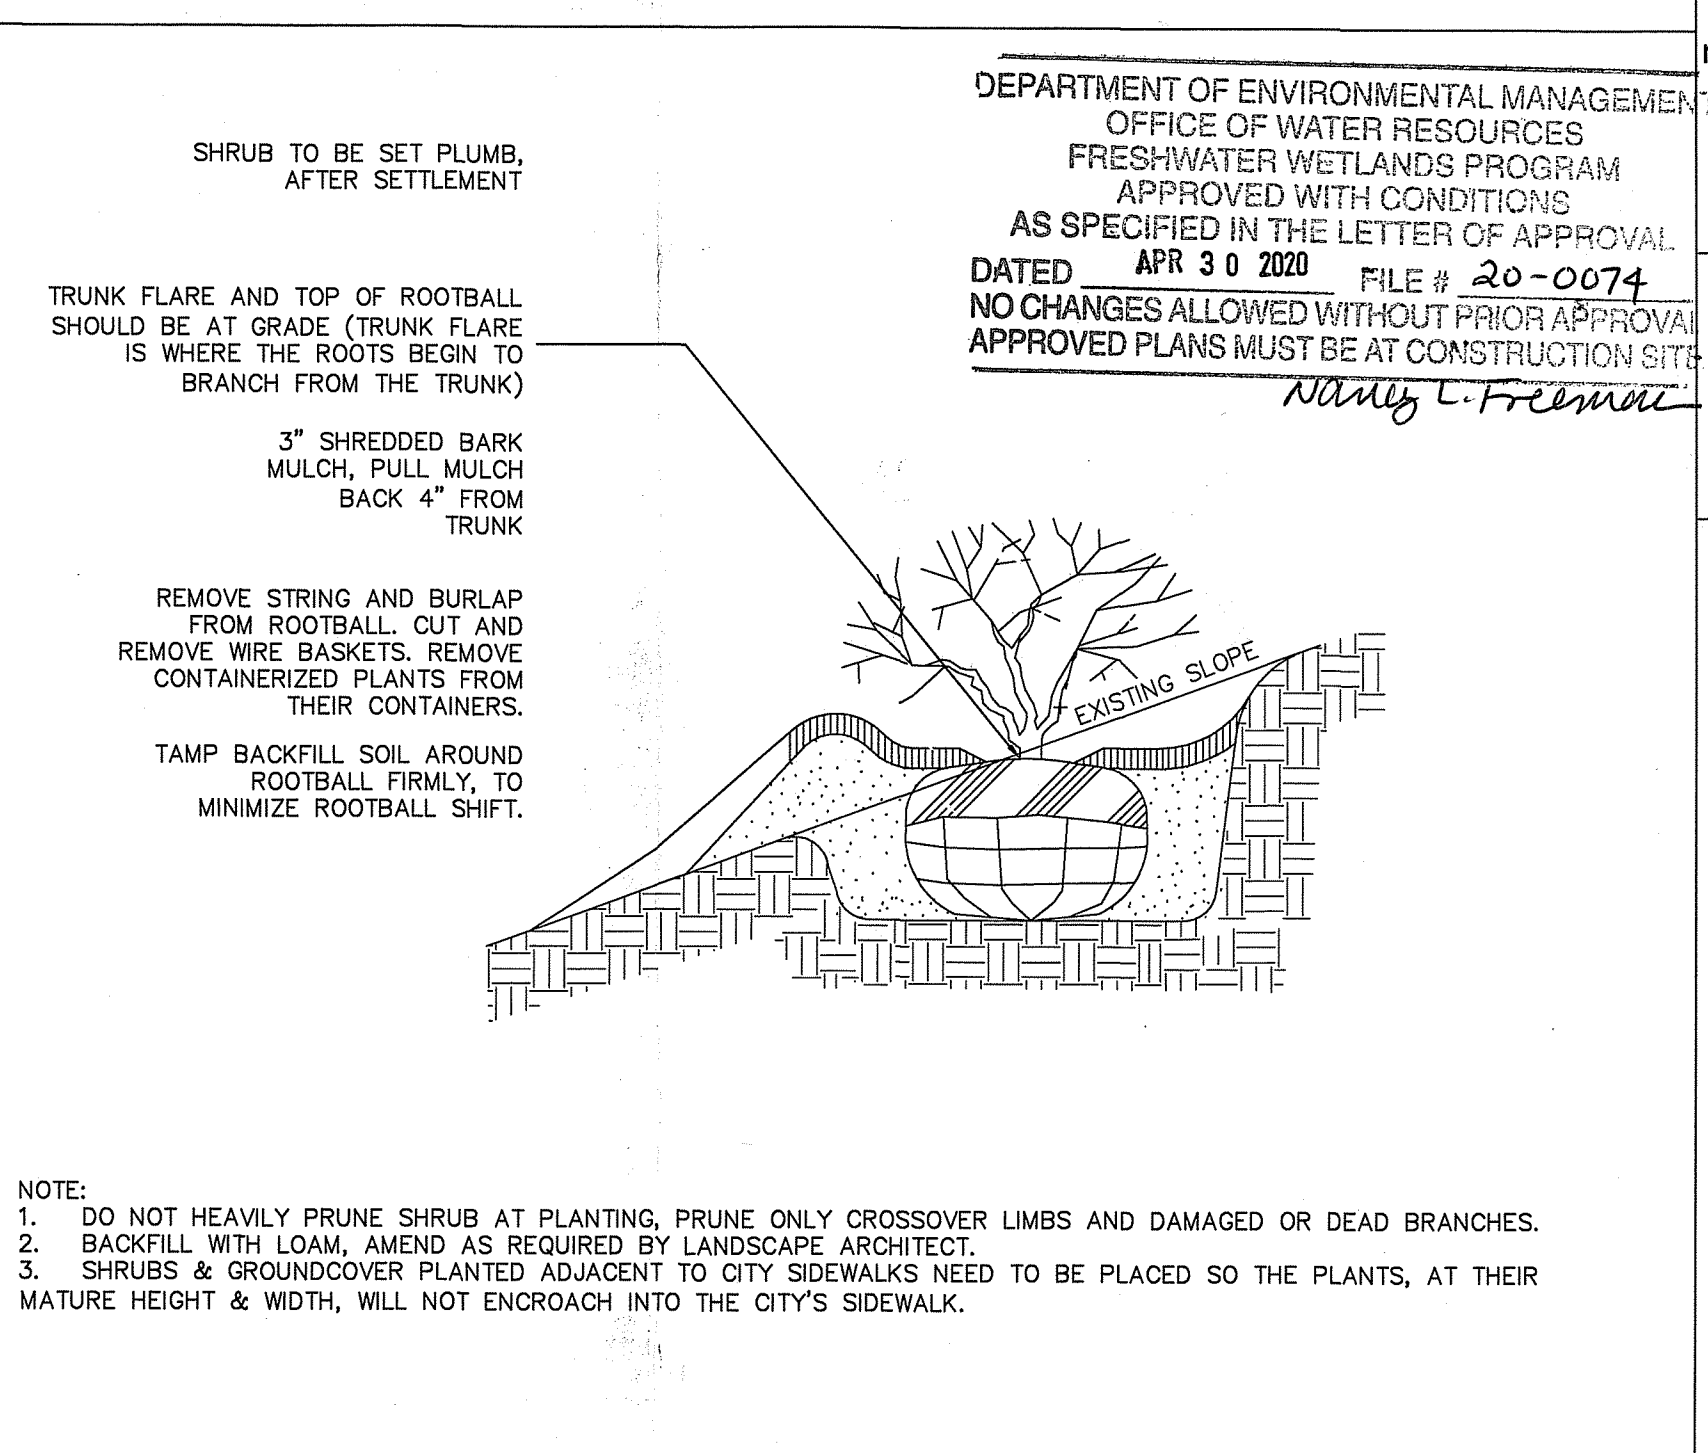 DEPARTMENT OF ENVIRONMENTAL MANAGEMENT
OFFICE OF WATER RESOURCES
FRESHWATER WETLANDS PROGRAM
APPROVED WITH CONDITIONS
AS SPECIFIED IN THE LETTER OF APPROVAL
DATED APR 30 2020 FILE # 20-0074
NO CHANGES ALLOWED WITHOUT PRIOR APPROVAL
APPROVED PLANS MUST BE AT CONSTRUCTION SITE
Nancy L. Freeman
SHRUB TO BE SET PLUMB,
AFTER SETTLEMENT
TRUNK FLARE AND TOP OF ROOTBALL
SHOULD BE AT GRADE (TRUNK FLARE
IS WHERE THE ROOTS BEGIN TO
BRANCH FROM THE TRUNK)
3" SHREDDED BARK
MULCH, PULL MULCH
BACK 4" FROM
TRUNK
REMOVE STRING AND BURLAP
FROM ROOTBALL. CUT AND
REMOVE WIRE BASKETS. REMOVE
CONTAINERIZED PLANTS FROM
THEIR CONTAINERS.
TAMP BACKFILL SOIL AROUND
ROOTBALL FIRMLY, TO
MINIMIZE ROOTBALL SHIFT.
EXISTING SLOPE
NOTE:
1. DO NOT HEAVILY PRUNE SHRUB AT PLANTING, PRUNE ONLY CROSSOVER LIMBS AND DAMAGED OR DEAD BRANCHES.
2. BACKFILL WITH LOAM, AMEND AS REQUIRED BY LANDSCAPE ARCHITECT.
3. SHRUBS & GROUNDCOVER PLANTED ADJACENT TO CITY SIDEWALKS NEED TO BE PLACED SO THE PLANTS, AT THEIR
MATURE HEIGHT & WIDTH, WILL NOT ENCROACH INTO THE CITY'S SIDEWALK.